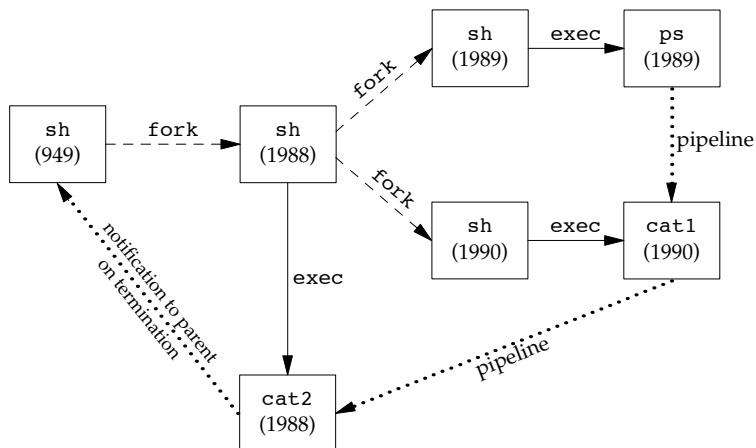 sh
(1989)
exec
ps
(1989)
fork
sh
(949)
fork
sh
(1988)
pipeline
fork
sh
(1990)
exec
cat1
(1990)
notification to parent
on termination
exec
pipeline
cat2
(1988)